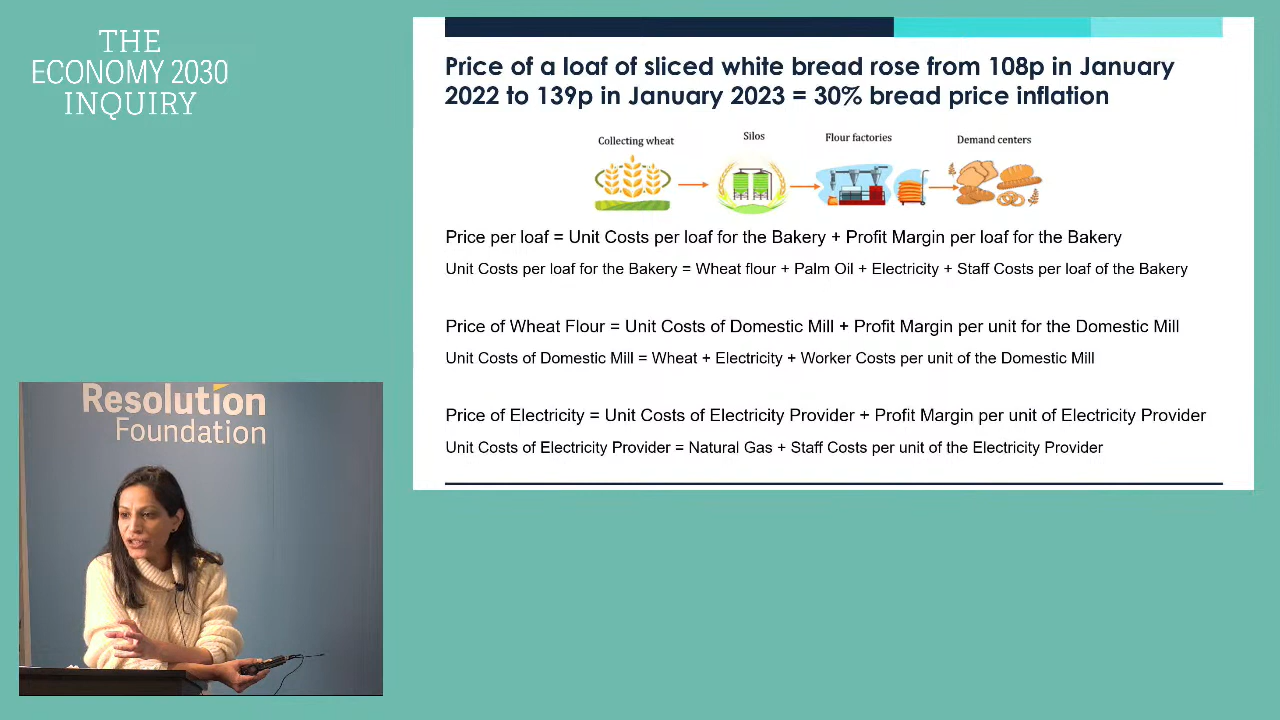 THE
ECONOMY 2030
INQUIRY
Price of a loaf of sliced white bread rose from 108p in January
2022 to 139p in January 2023 = 30% bread price inflation
Collecting wheat
Silos
Flour factories
Demand centers
Price per loaf = Unit Costs per loaf for the Bakery + Profit Margin per loaf for the Bakery
Unit Costs per loaf for the Bakery = Wheat flour + Palm Oil + Electricity + Staff Costs per loaf of the Bakery
Price of Wheat Flour = Unit Costs of Domestic Mill + Profit Margin per unit for the Domestic Mill
Unit Costs of Domestic Mill = Wheat + Electricity + Worker Costs per unit of the Domestic Mill
Price of Electricity = Unit Costs of Electricity Provider + Profit Margin per unit of Electricity Provider
Unit Costs of Electricity Provider = Natural Gas + Staff Costs per unit of the Electricity Provider
Resolution
Foundation